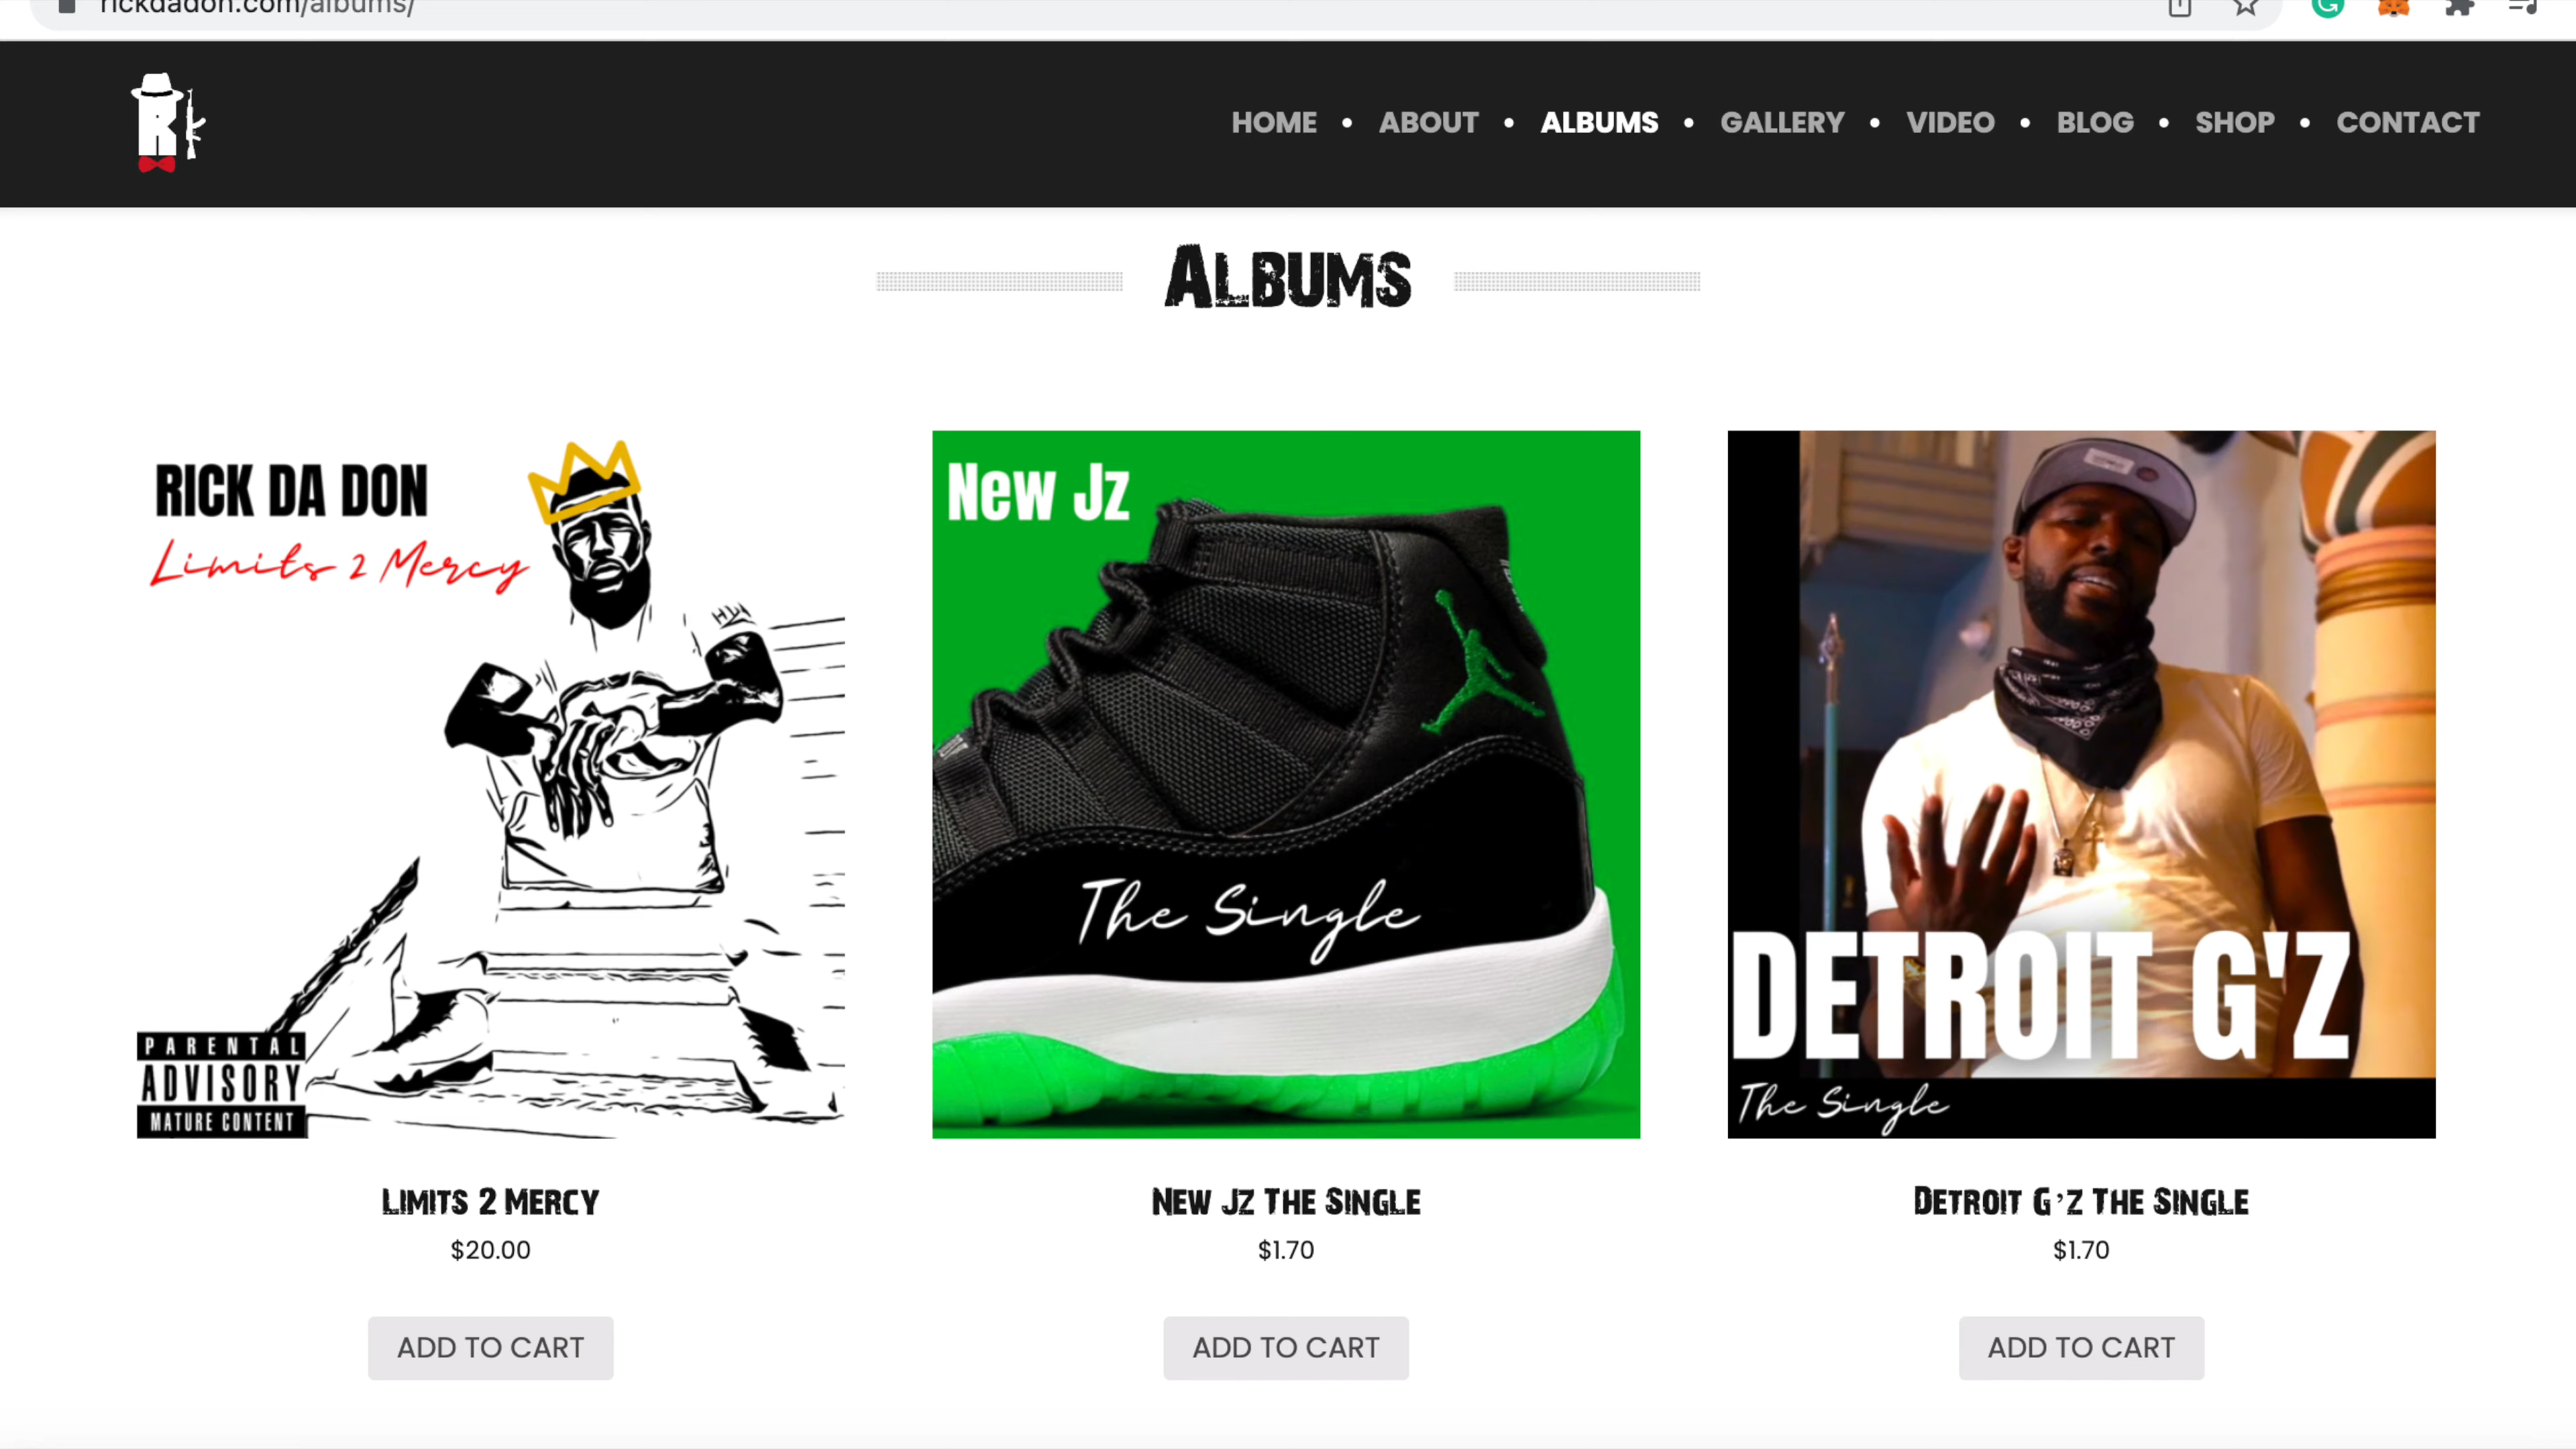 rickdadon.com/albums/
HOME • ABOUT • ALBUMS • GALLERY • VIDEO • BLOG • SHOP • CONTACT
ALBUMS
RICK DA DON
Limits 2 Mercy
PARENTAL
ADVISORY
MATURE CONTENT
New Jz
The Single
DETROIT G'Z
The Single
LIMITS 2 MERCY
$20.00
ADD TO CART
NEW JZ THE SINGLE
$1.70
ADD TO CART
DETROIT G’Z THE SINGLE
$1.70
ADD TO CART